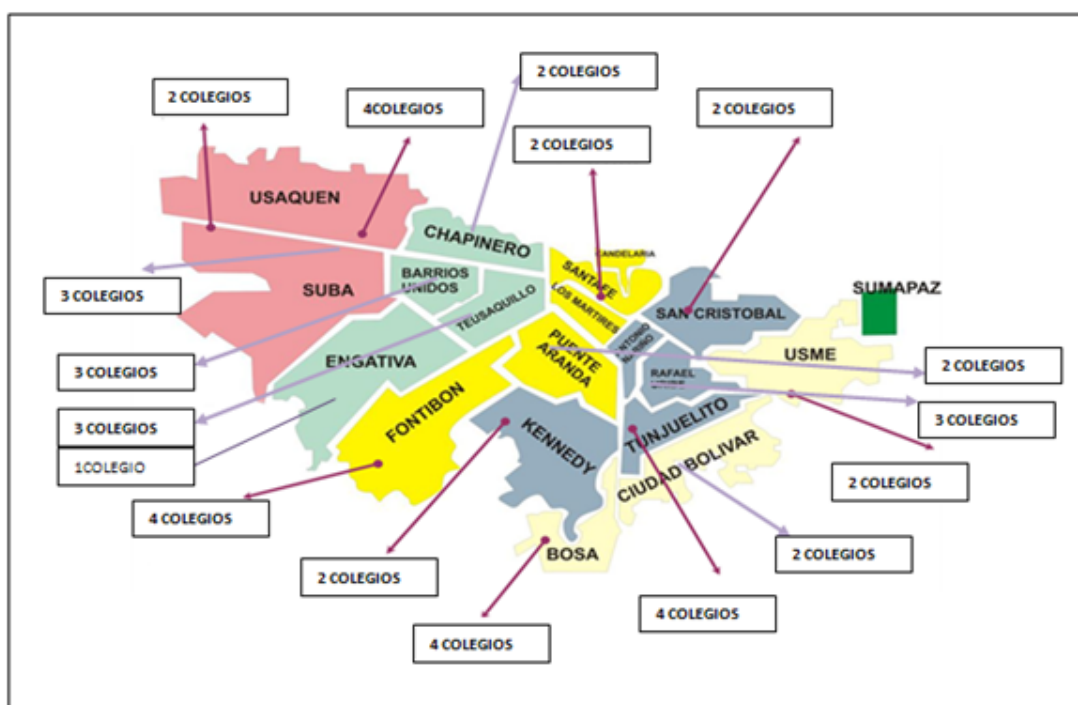 2 COLEGIOS
2 COLEGIOS
4COLEGIOS
2 COLEGIOS
2 COLEGIOS
USAQUEN
CHAPINERO
CANDELARIA
SANTAFE
BARRIOS
UNIDOS
SUMAPAZ
3 COLEGIOS
SUBA
TEUSAQUILLO
LOS MARTIRES
SAN CRISTOBAL
ANTONIO
PUENTE
ARANDA
USME
ENGATIVA
3 COLEGIOS
RAFAEL
2 COLEGIOS
FONTIBON
3 COLEGIOS
3 COLEGIOS
KENNEDY
TUNJUELITO
1COLEGIO
CIUDAD BOLIVAR
2 COLEGIOS
4 COLEGIOS
BOSA
2 COLEGIOS
2 COLEGIOS
4 COLEGIOS
4 COLEGIOS